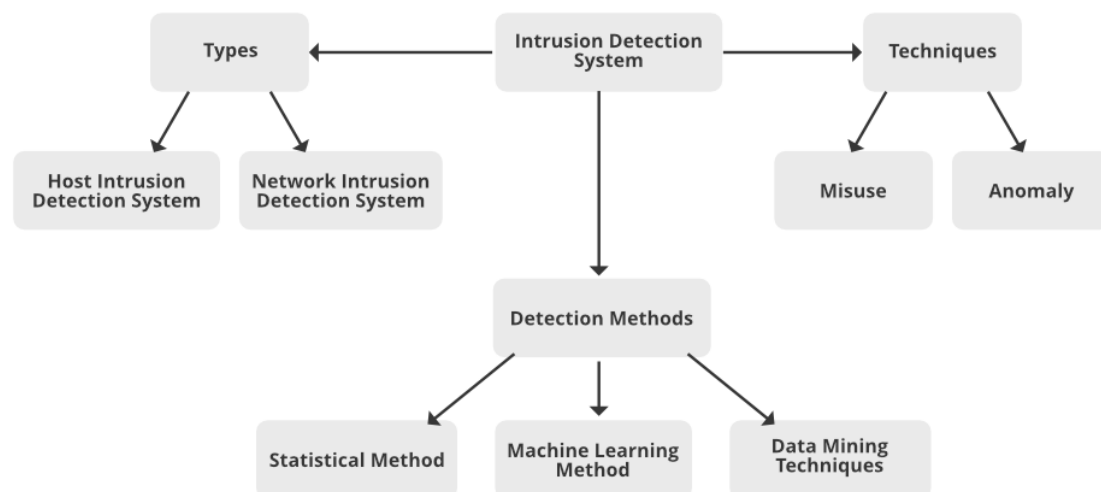 Types
Intrusion Detection
System
Techniques
Host Intrusion
Detection System
Network Intrusion
Detection System
Misuse
Anomaly
Detection Methods
Statistical Method
Machine Learning
Method
Data Mining
Techniques